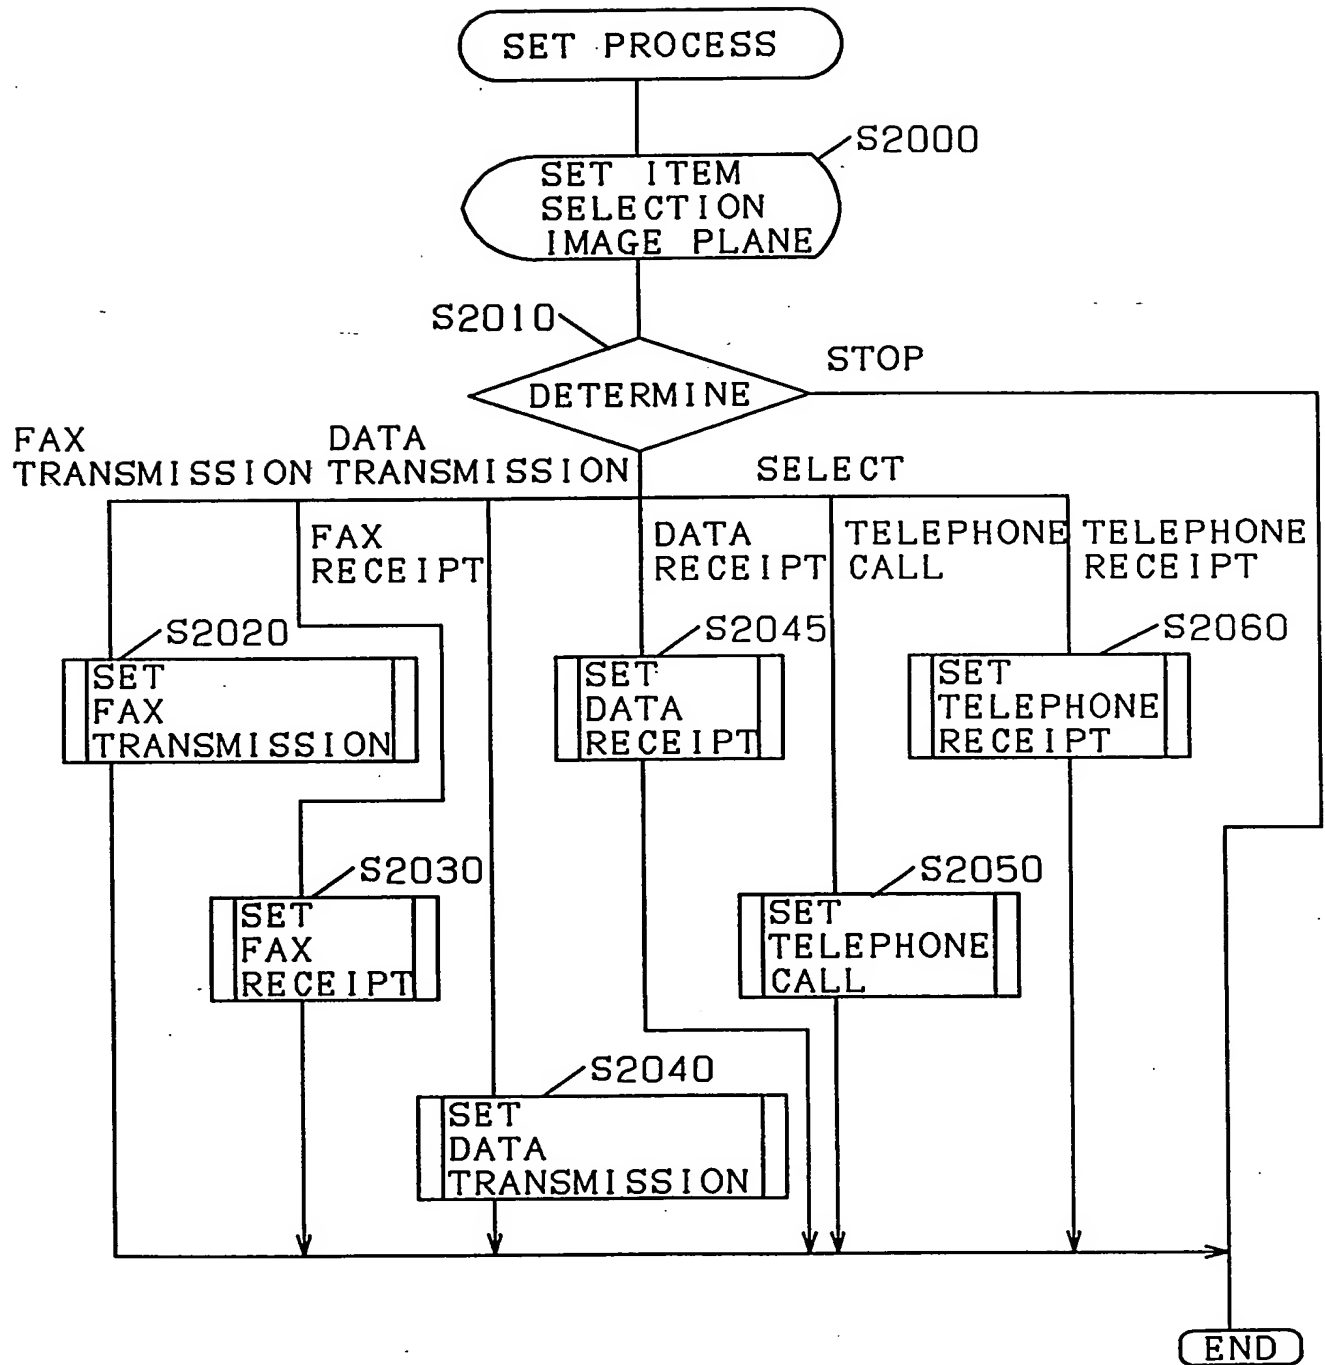 SET PROCESS
S2000
SET ITEM
SELECTION
IMAGE PLANE
S2010
STOP
DETERMINE
FAX
TRANSMISSION
DATA
TRANSMISSION
SELECT
FAX
RECEIPT
DATA
RECEIPT
TELEPHONE
CALL
TELEPHONE
RECEIPT
S2020
SET
FAX
TRANSMISSION
S2045
SET
DATA
RECEIPT
S2060
SET
TELEPHONE
RECEIPT
S2030
SET
FAX
RECEIPT
S2050
SET
TELEPHONE
CALL
S2040
SET
DATA
TRANSMISSION
END